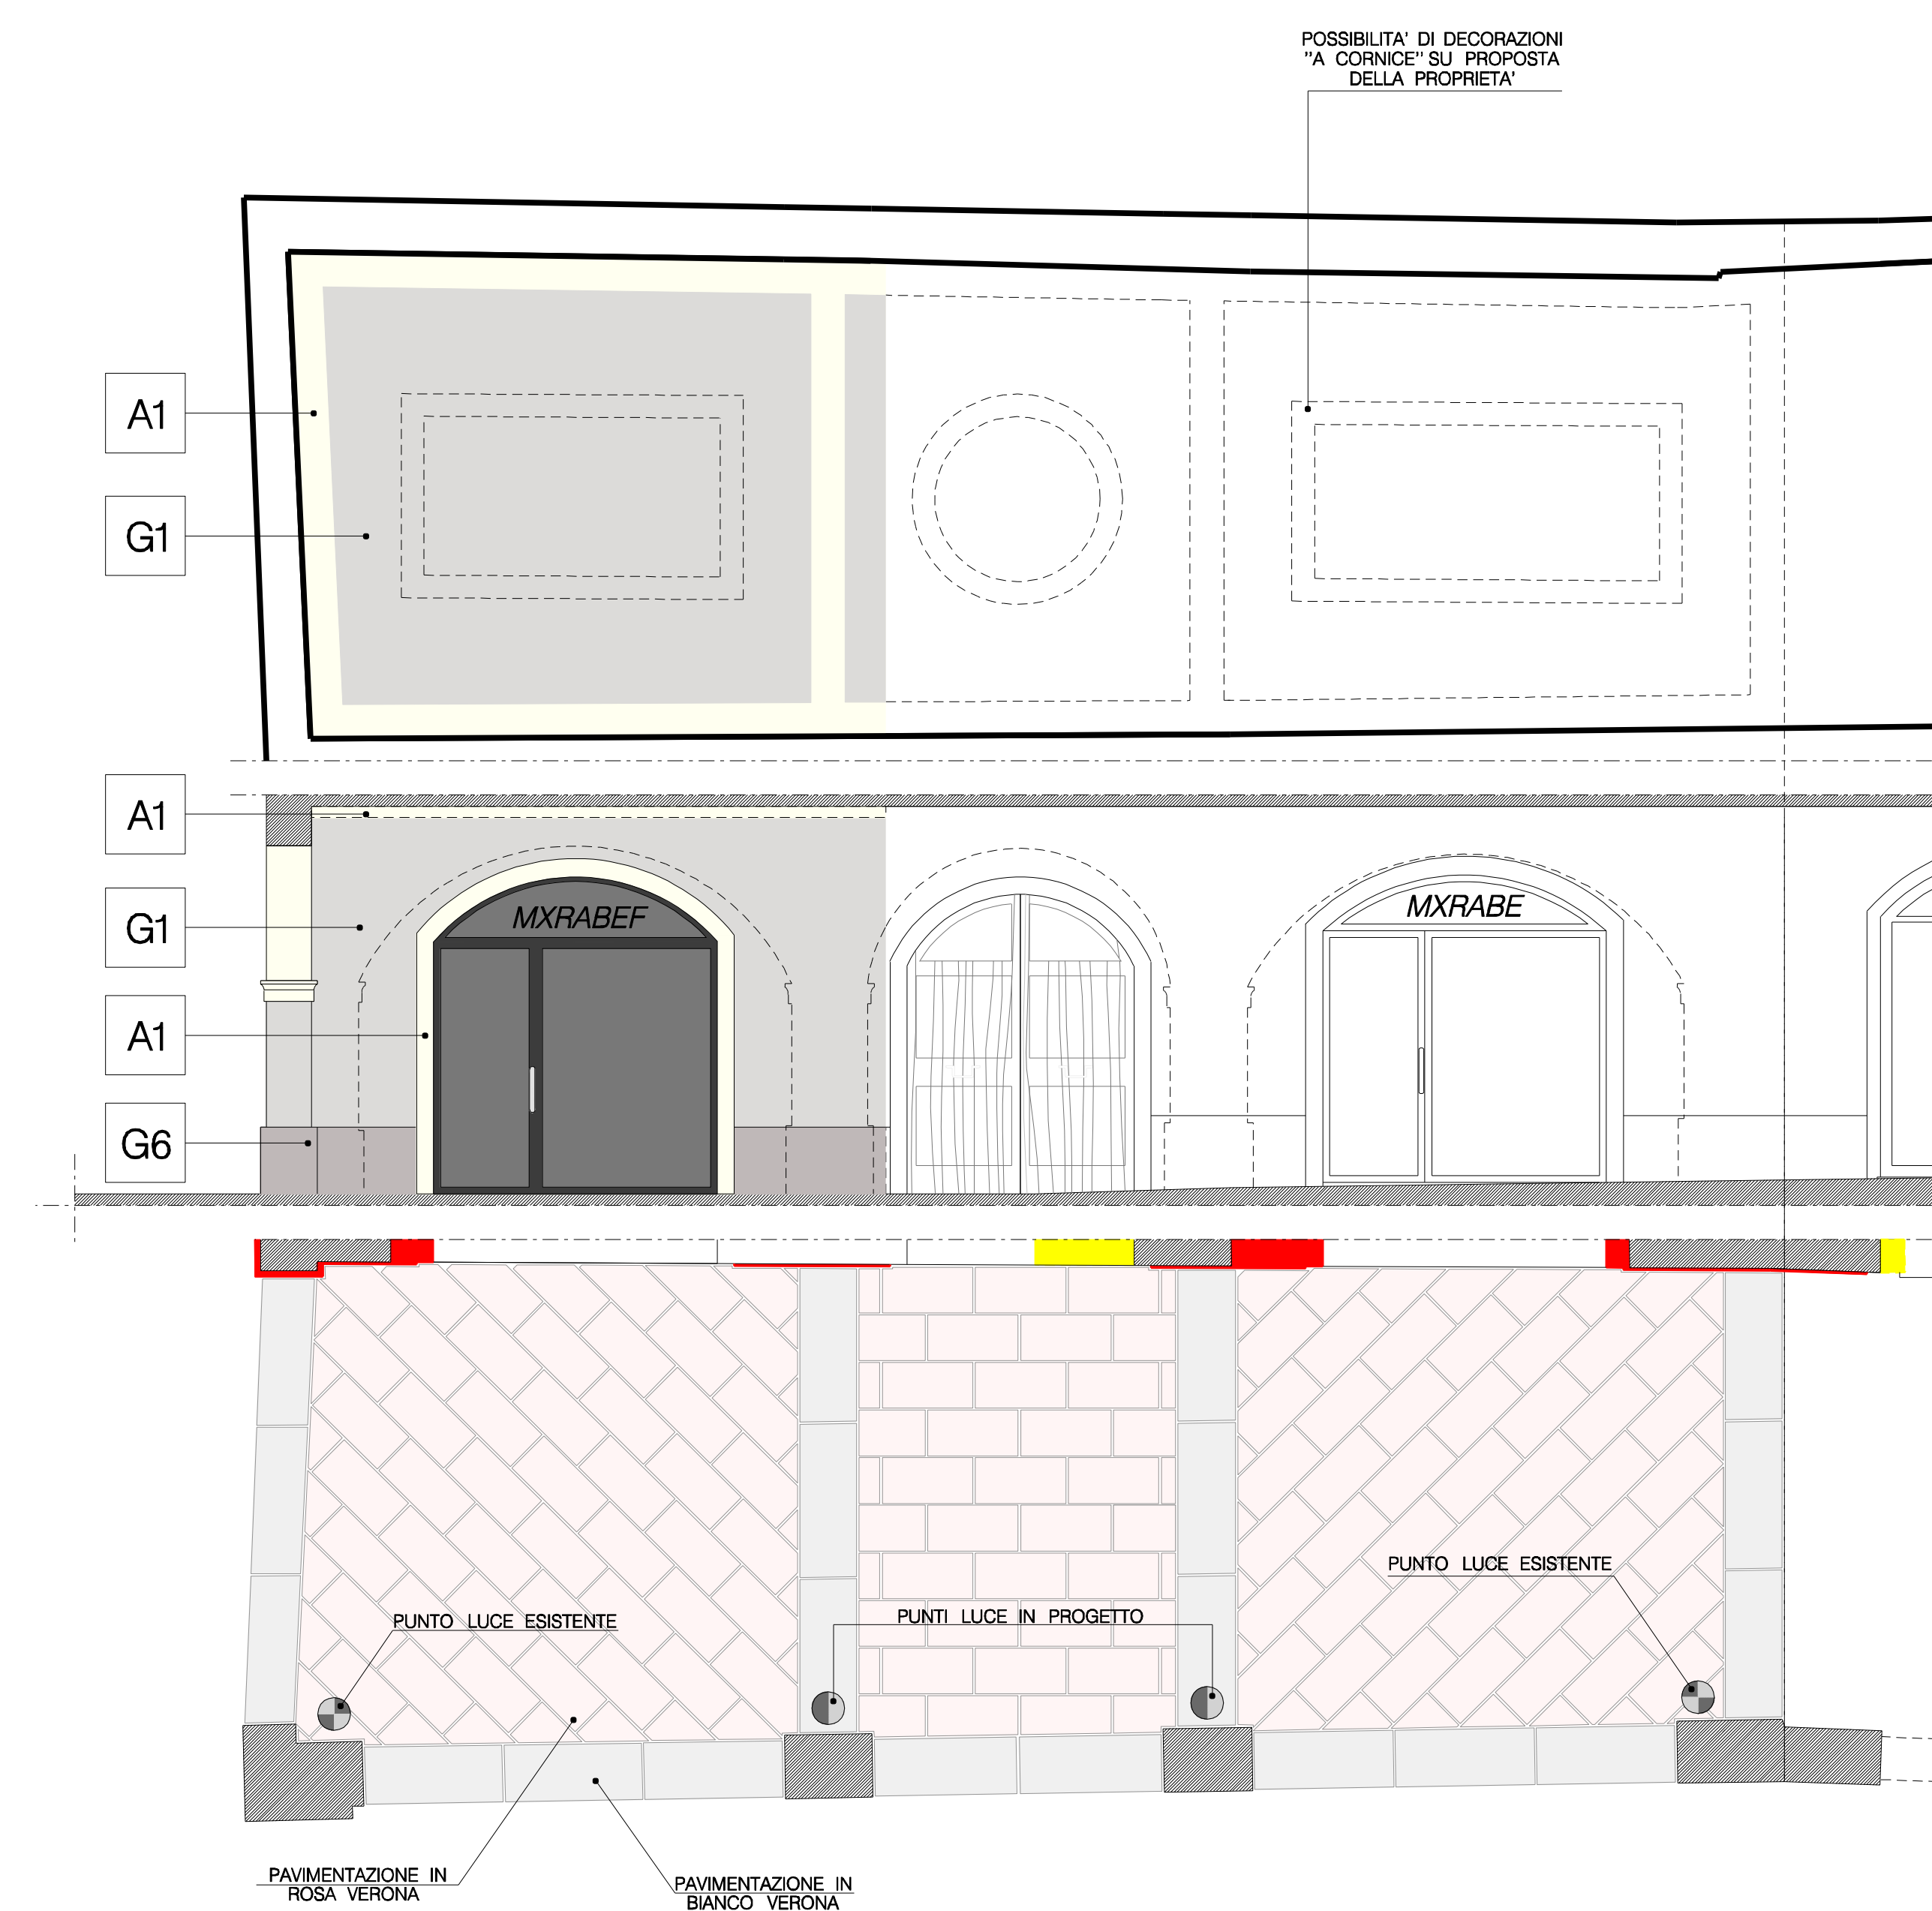 POSSIBILITA' DI DECORAZIONI
"A CORNICE" SU PROPOSTA
DELLA PROPRIETA'
A1
G1
A1
G1
A1
G6
MXRABEF
MXRABE
PUNTO LUCE ESISTENTE
PUNTI LUCE IN PROGETTO
PUNTO LUCE ESISTENTE
PAVIMENTAZIONE IN
ROSA VERONA
PAVIMENTAZIONE IN
BIANCO VERONA